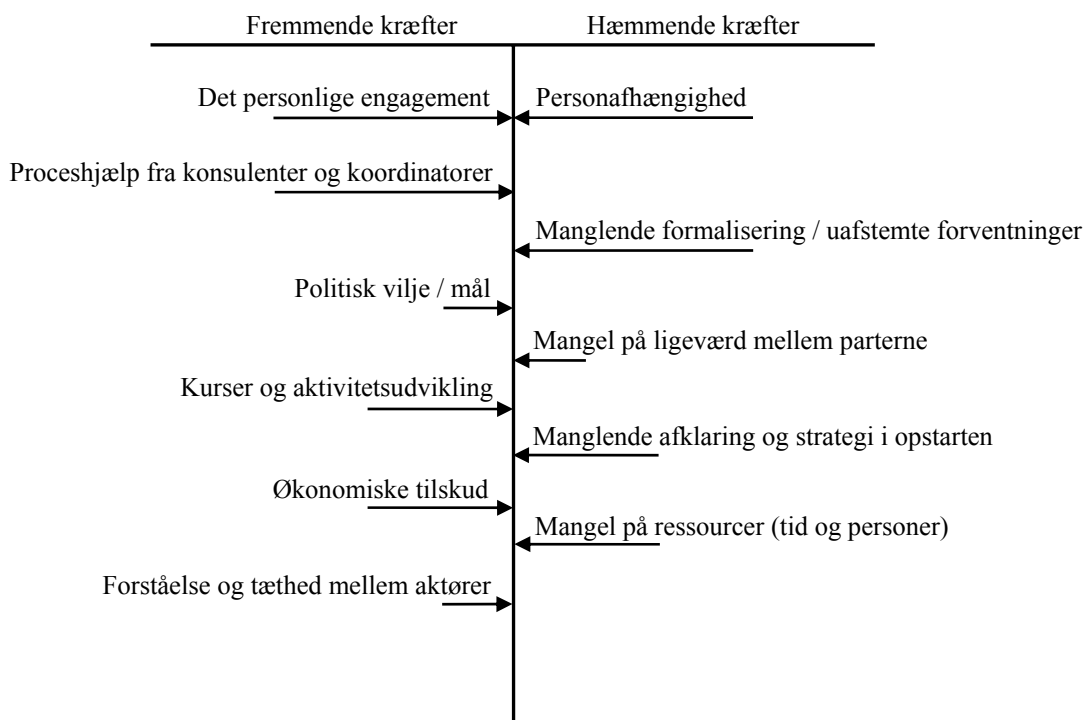 Fremmende kræfter
Hæmmende kræfter
Det personlige engagement
Personafhængighed
Proceshjælp fra konsulenter og koordinatorer
Manglende formalisering / uafstemte forventninger
Politisk vilje / mål
Mangel på ligeværd mellem parterne
Kurser og aktivitetsudvikling
Manglende afklaring og strategi i opstarten
Økonomiske tilskud
Mangel på ressourcer (tid og personer)
Forståelse og tæthed mellem aktører